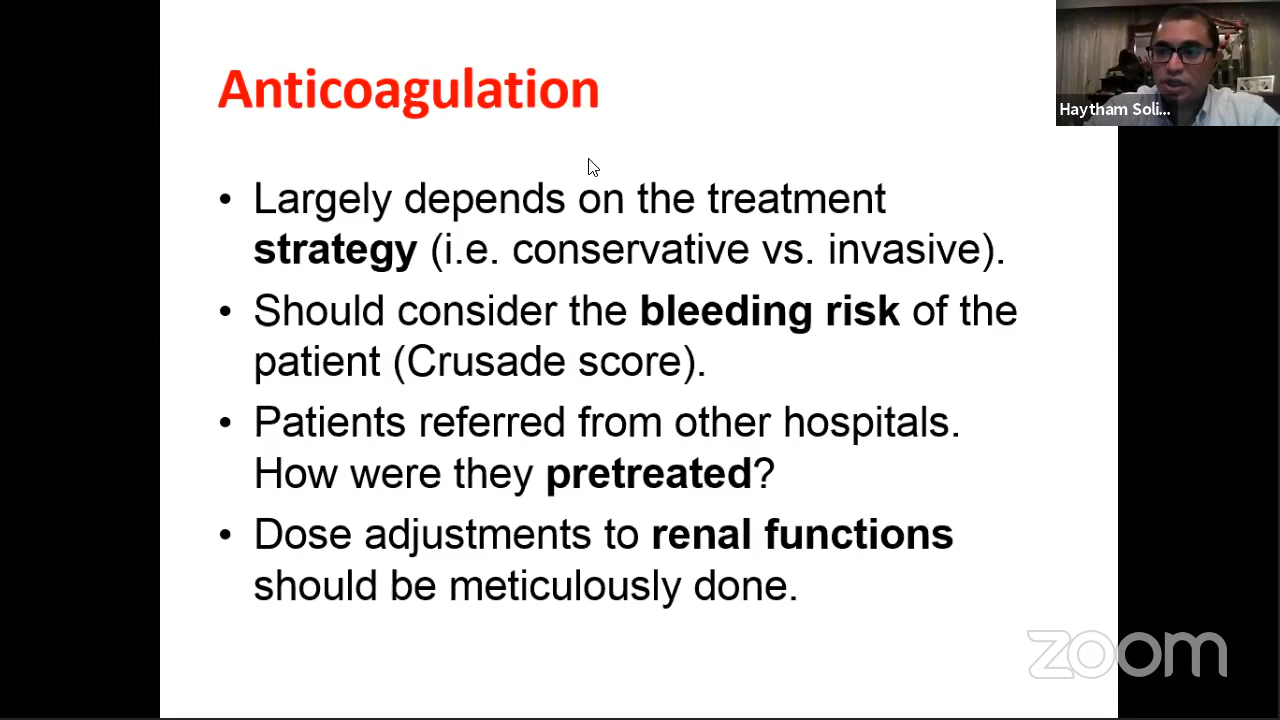 Anticoagulation
Haytham Soli...
• Largely depends on the treatment
strategy (i.e. conservative vs. invasive).
• Should consider the bleeding risk of the
patient (Crusade score).
• Patients referred from other hospitals.
How were they pretreated?
• Dose adjustments to renal functions
should be meticulously done.
zoom